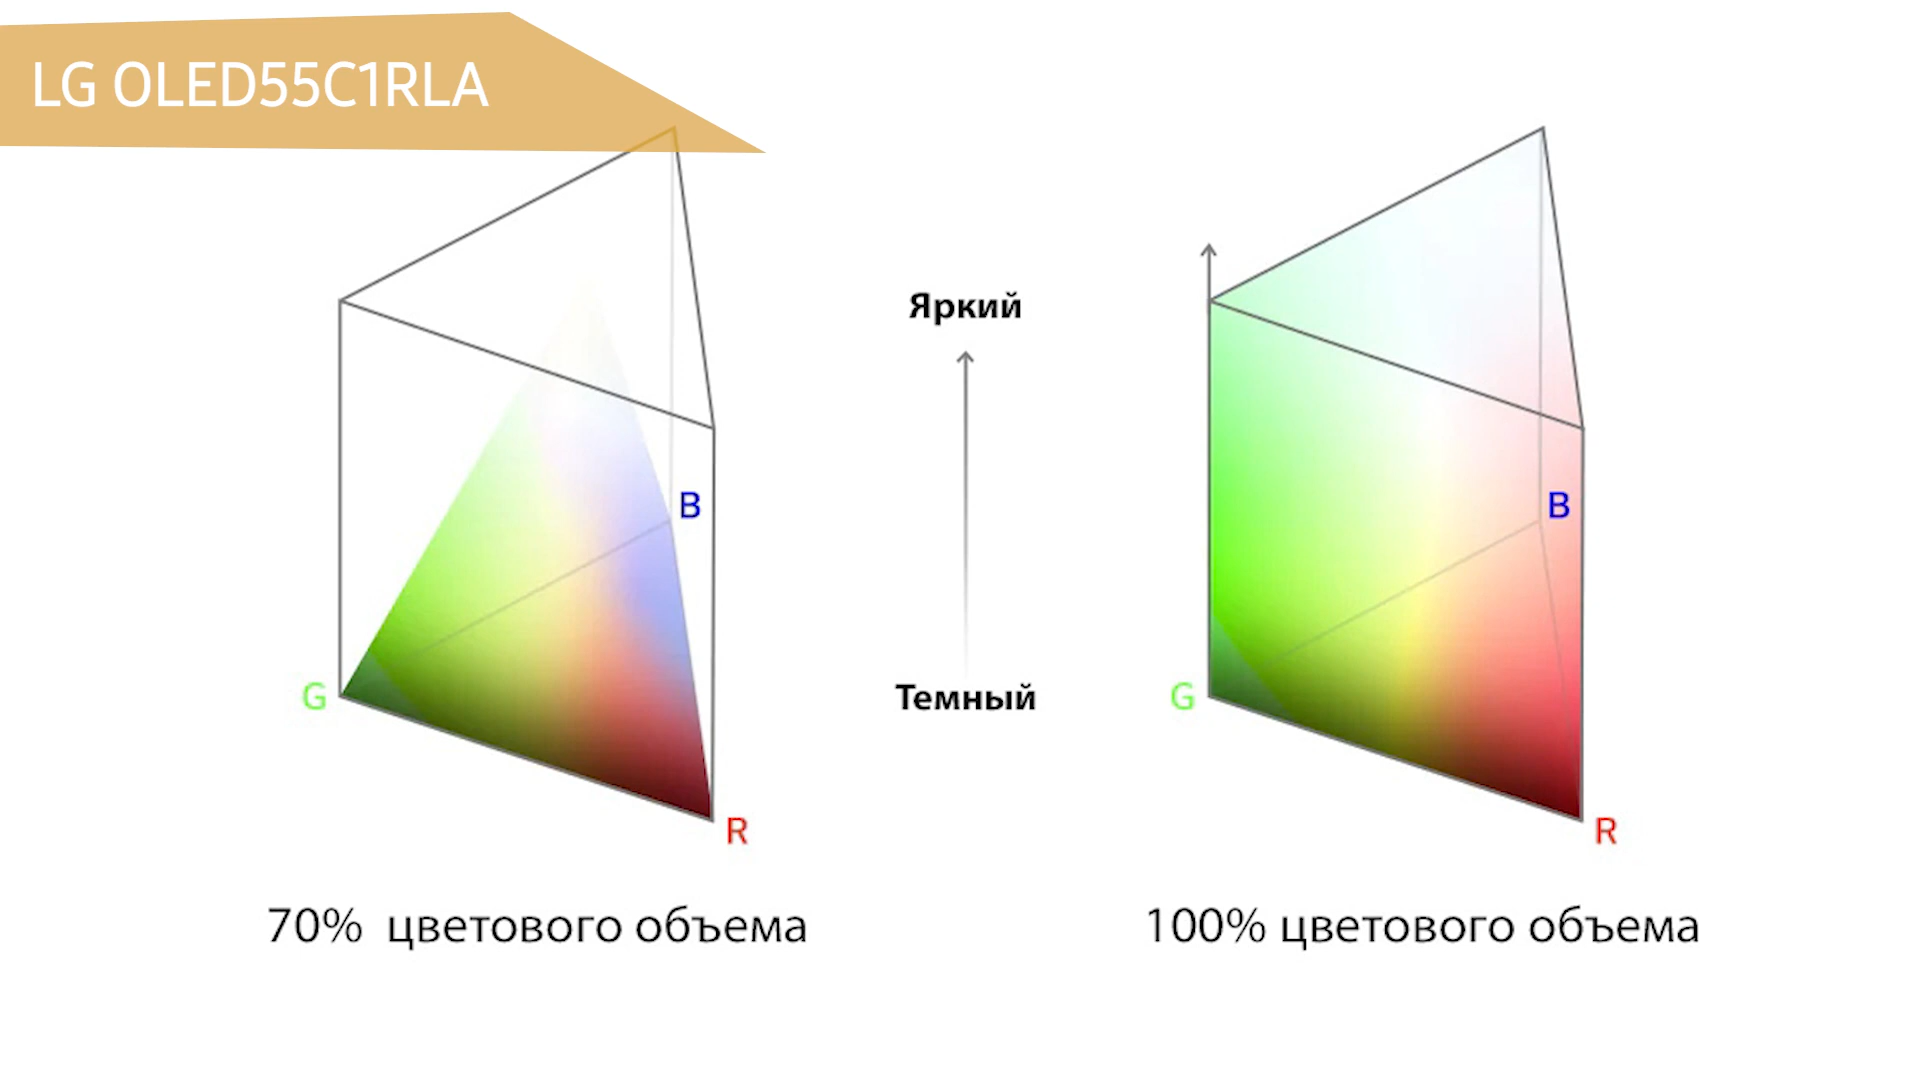 LG OLED55C1RLA
Яркий
Темный
B
G
R
B
G
R
70% цветового объема
100% цветового объема